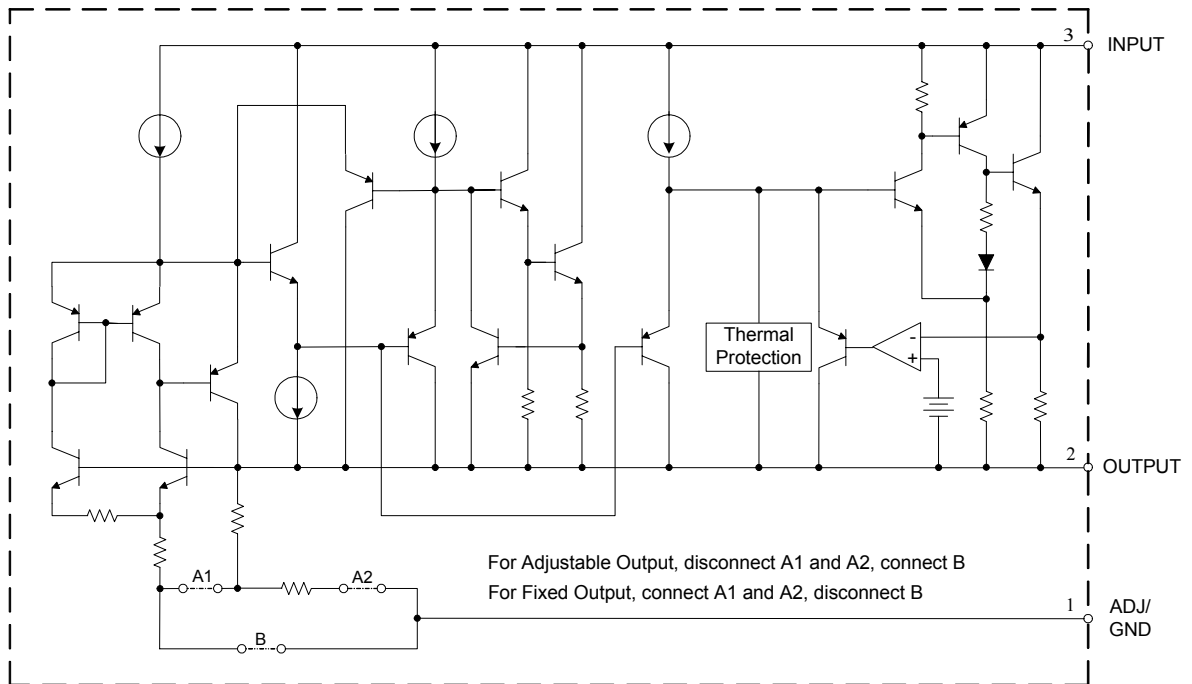 3
INPUT
Thermal
Protection
-
+
2
OUTPUT
For Adjustable Output, disconnect A1 and A2, connect B
A1
A2
For Fixed Output, connect A1 and A2, disconnect B
1
ADJ/
GND
B